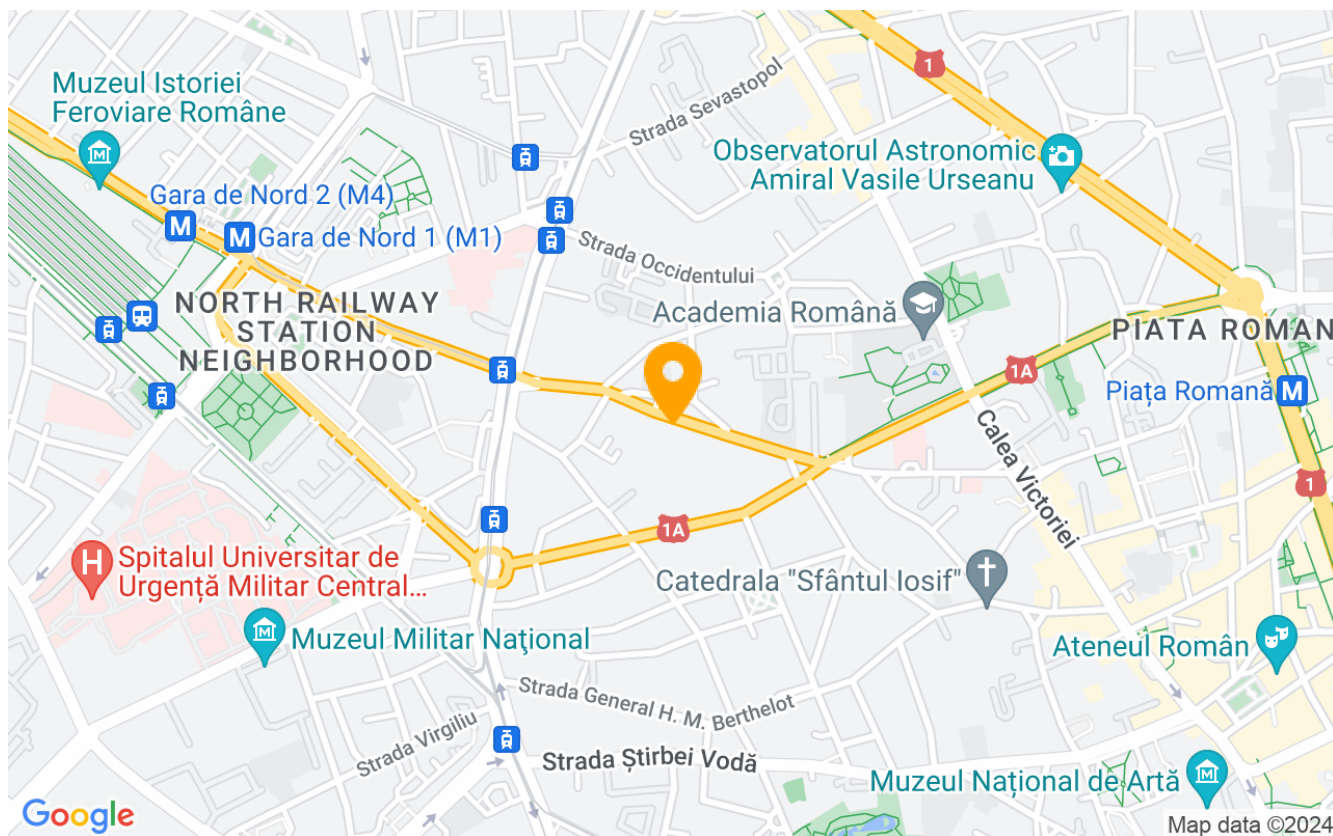 1
Strada Sevastopol
Muzeul Istoriei
Feroviare Române
M
Observatorul Astronomic
Amiral Vasile Urseanu
Gara de Nord 2 (M4)
M
M
Gara de Nord 1 (M1)
Strada Occidentului
NORTH RAILWAY
STATION
NEIGHBORHOOD
Academia Română
PIATA ROMAN
1A
Piața Romană
M
Calea Victoriei
1
1A
H
Spitalul Universitar de
Urgență Militar Central...
Catedrala "Sfântul Iosif"
M
Muzeul Militar Național
Ateneul Român
Strada General H. M. Berthelot
Strada Virgiliu
Strada Știrbei Vodă
Muzeul Național de Artă
M
Google
Map data ©2024